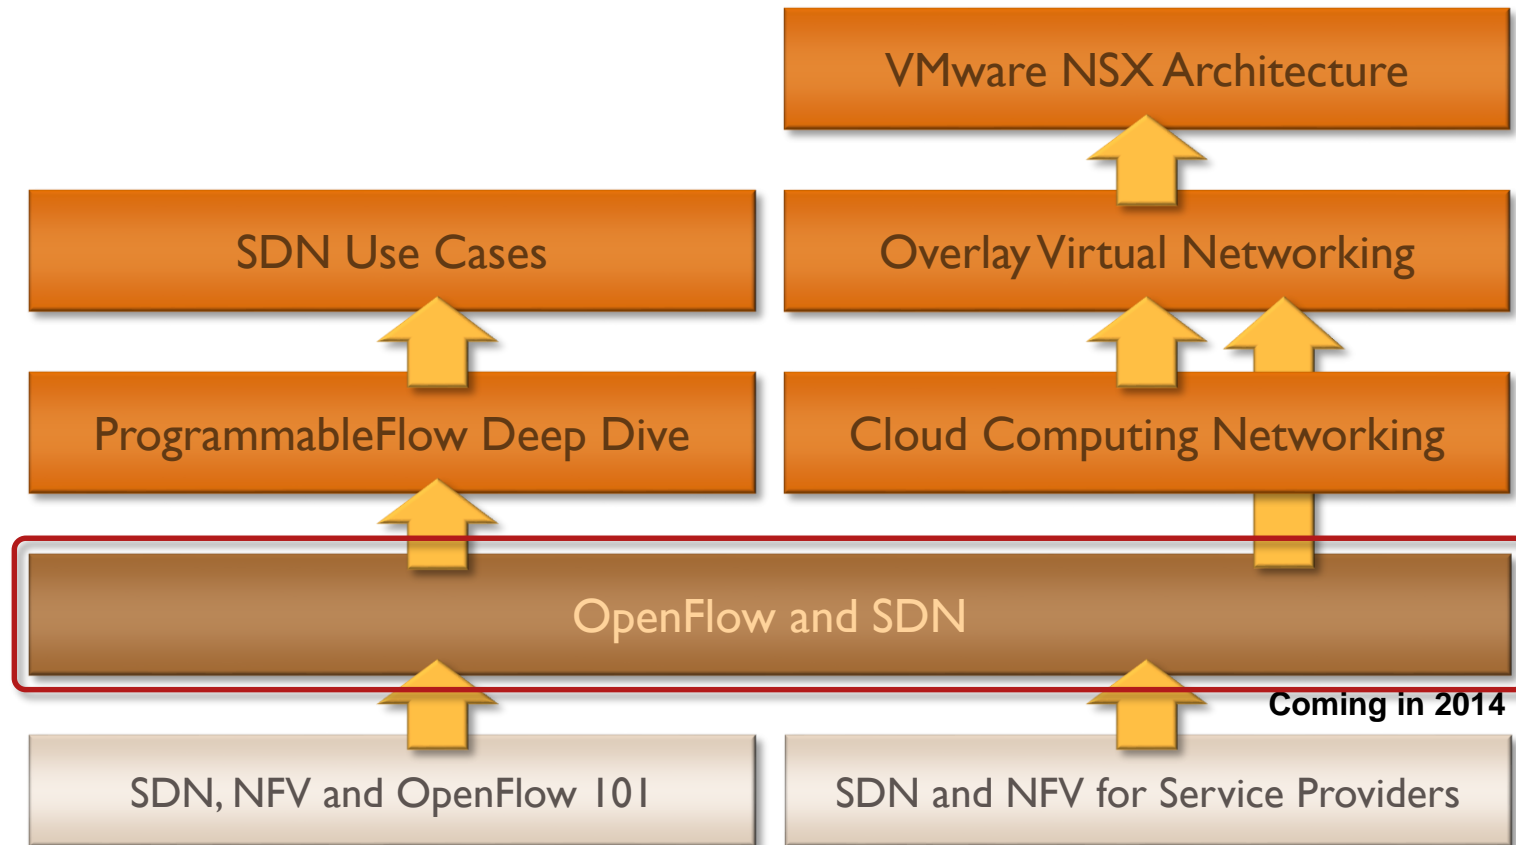 VMware NSX Architecture
SDN Use Cases
Overlay Virtual Networking
ProgrammableFlow Deep Dive
Cloud Computing Networking
OpenFlow and SDN
Coming in 2014
SDN, NFV and OpenFlow 101
SDN and NFV for Service Providers